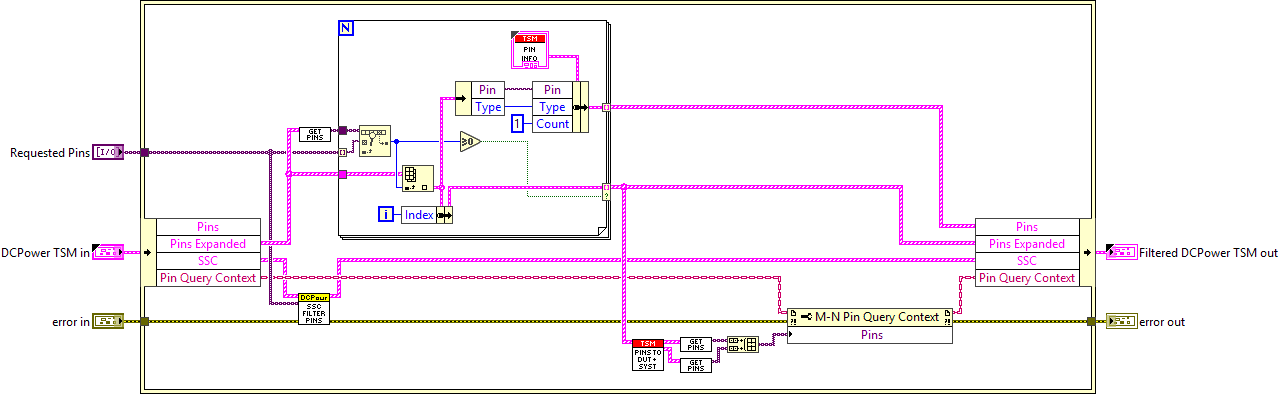 N
TSM
PIN
INFO
Pin
Pin
Type
Type
1
Count
GET
PINS
≥0
Requested Pins
[I/O
?
i
Index
Pins
Pins Expanded
SSC
Pin Query Context
DCPower TSM in
Pins
Pins Expanded
SSC
Pin Query Context
Filtered DCPower TSM out
DCPowr
SSC
FILTER
PINS
error in
error out
M-N Pin Query Context
Pins
TSM
PINS TO
DUT+
SYST
GET
PINS
GET
PINS